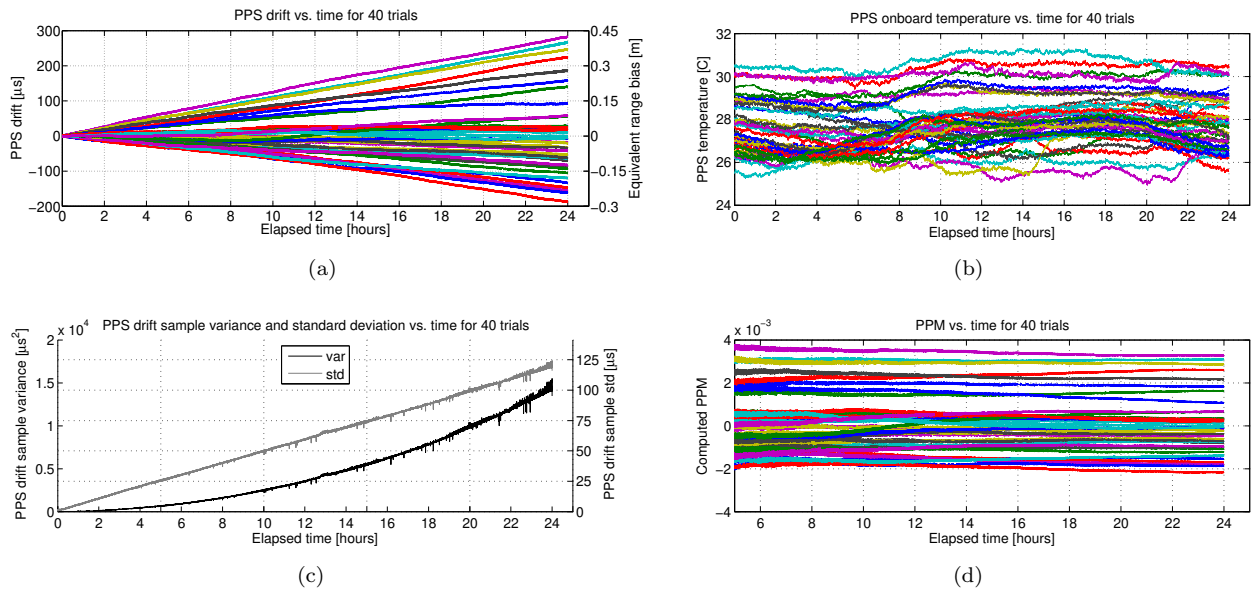 PPS drift vs. time for 40 trials
300
200
100
0
−100
−200
PPS drift [µs]
0.45
0.3
0.15
0
−0.15
−0.3
Equivalent range bias [m]
0 2 4 6 8 10 12 14 16 18 20 22 24
Elapsed time [hours]
(a)
PPS onboard temperature vs. time for 40 trials
32
30
28
26
24
PPS temperature [C]
0 2 4 6 8 10 12 14 16 18 20 22 24
Elapsed time [hours]
(b)
PPS drift sample variance and standard deviation vs. time for 40 trials
x 10⁴
2
1.5
1
0.5
0
PPS drift sample variance [µs²]
var
std
125
100
75
50
25
0
PPS drift sample std [µs]
0 2 4 6 8 10 12 14 16 18 20 22 24
Elapsed time [hours]
(c)
PPM vs. time for 40 trials
x 10⁻³
4
2
0
−2
−4
Computed PPM
6 8 10 12 14 16 18 20 22 24
Elapsed time [hours]
(d)